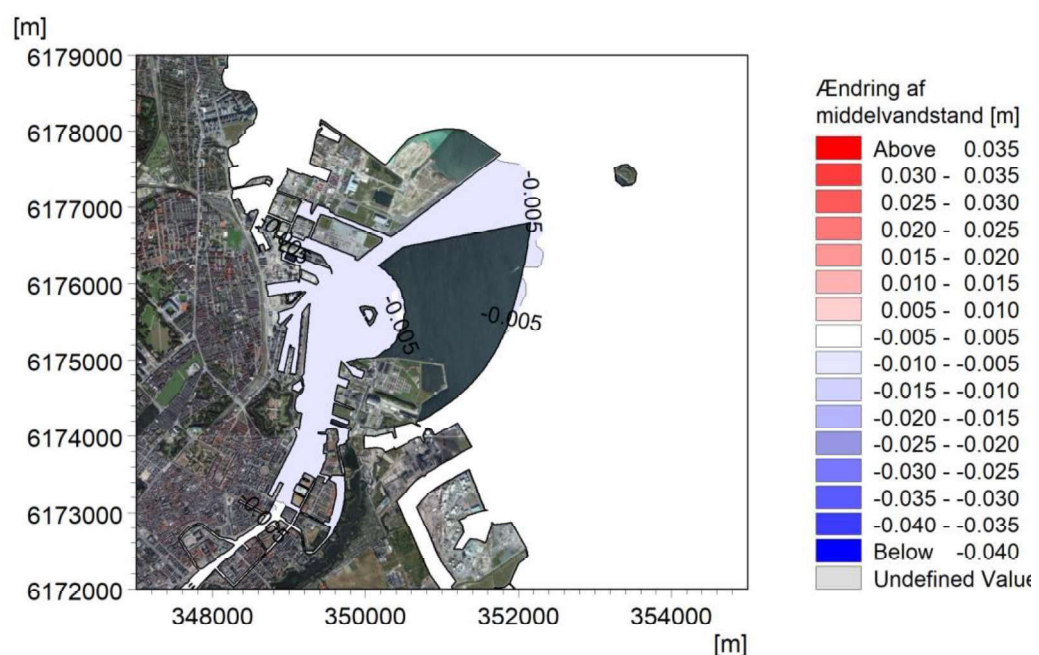 [m]
6179000
6178000
6177000
6176000
6175000
6174000
6173000
6172000
348000
350000
352000
354000
[m]
-0.005
-0.005
-0.005
-0.005
-0.005
Ændring af
middelvandstand [m]
Above 0.035
0.030 - 0.035
0.025 - 0.030
0.020 - 0.025
0.015 - 0.020
0.010 - 0.015
0.005 - 0.010
-0.005 - 0.005
-0.010 - -0.005
-0.015 - -0.010
-0.020 - -0.015
-0.025 - -0.020
-0.030 - -0.025
-0.035 - -0.030
-0.040 - -0.035
Below -0.040
Undefined Value